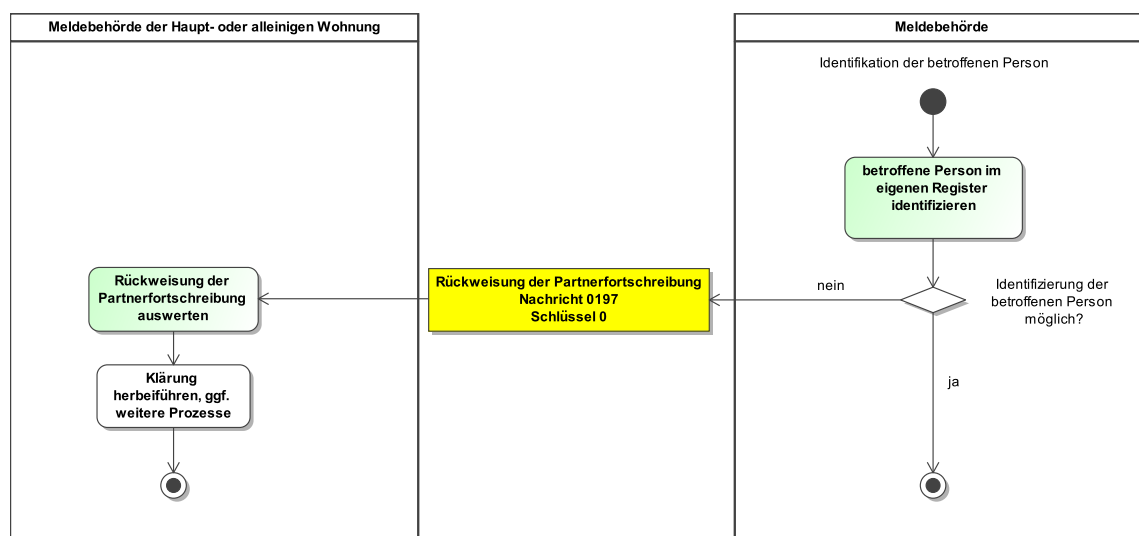 Meldebehörde der Haupt- oder alleinigen Wohnung
Meldebehörde
Identifikation der betroffenen Person
betroffene Person im
eigenen Register
identifizieren
Identifizierung der
betroffenen Person
möglich?
nein
ja
Rückweisung der Partnerfortschreibung
Nachricht 0197
Schlüssel 0
Rückweisung der
Partnerfortschreibung
auswerten
Klärung
herbeiführen, ggf.
weitere Prozesse